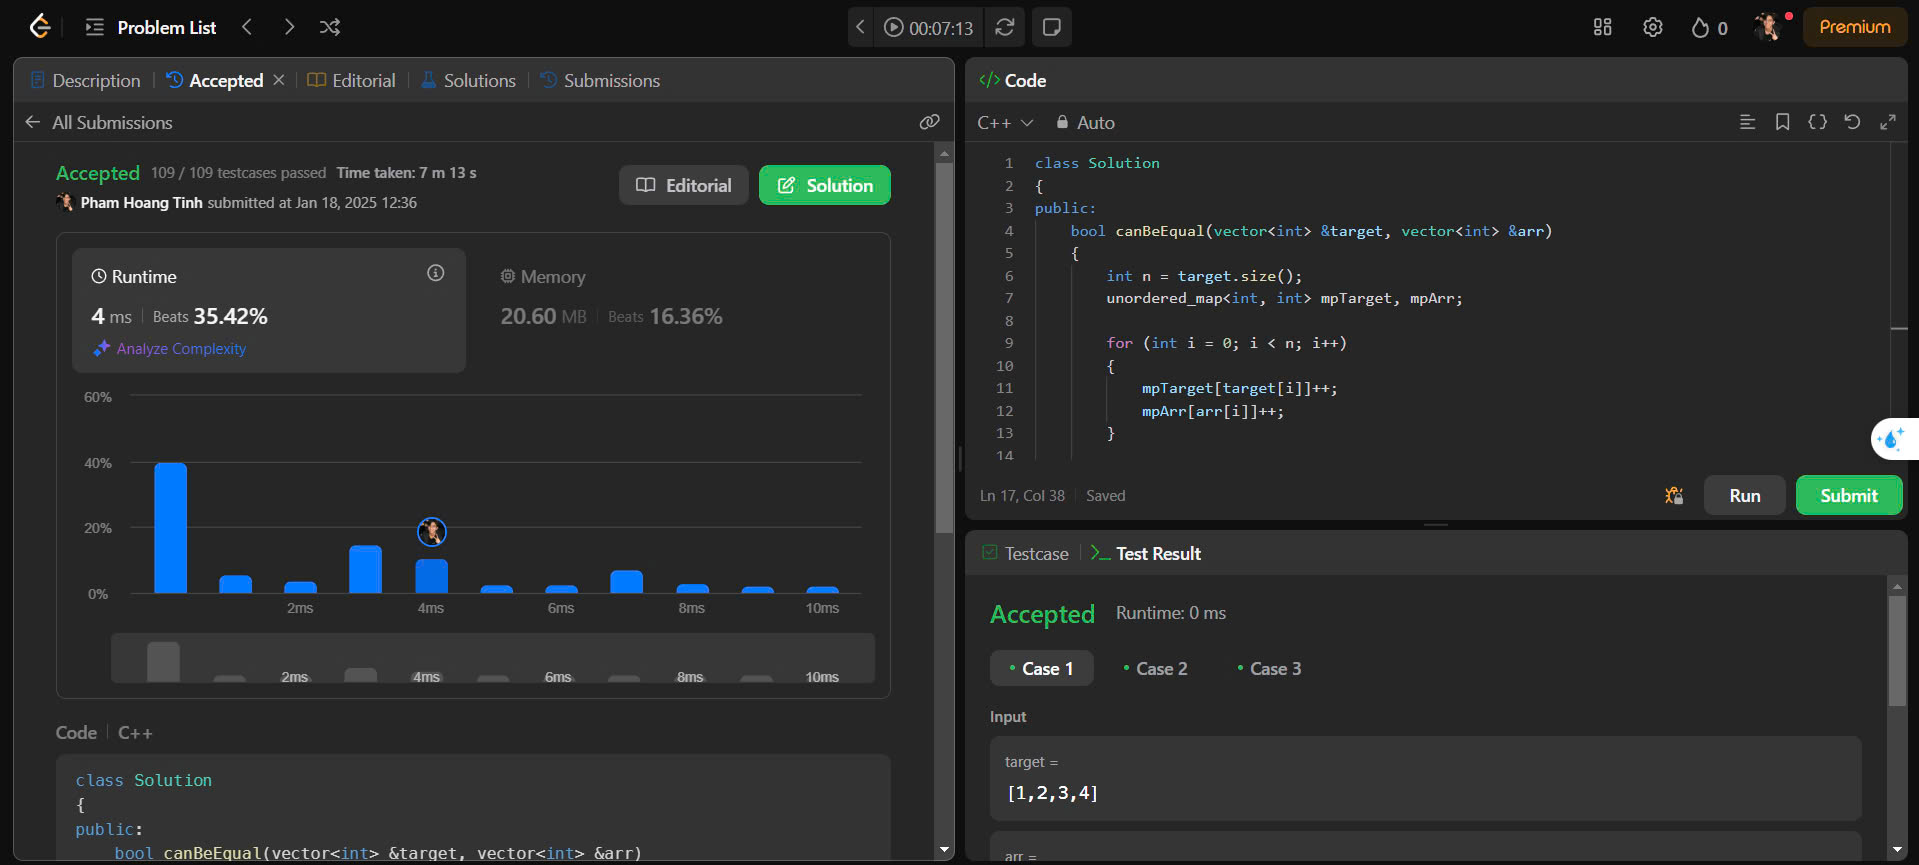 Problem List
00:07:13
0
Premium
Description
Accepted
Editorial
Solutions
Submissions
All Submissions
Accepted 109 / 109 testcases passed Time taken: 7 m 13 s
Pham Hoang Tinh submitted at Jan 18, 2025 12:36
Editorial
Solution
Runtime
4 ms Beats 35.42%
Analyze Complexity
Memory
20.60 MB Beats 16.36%
60%
40%
20%
0%
2ms 4ms 6ms 8ms 10ms
2ms 4ms 6ms 8ms 10ms
Code C++
class Solution
{
public:
bool canBeEqual(vector<int> &target, vector<int> &arr)
</> Code
C++ Auto
1 class Solution
2 {
3 public:
4 bool canBeEqual(vector<int> &target, vector<int> &arr)
5 {
6 int n = target.size();
7 unordered_map<int, int> mpTarget, mpArr;
8
9 for (int i = 0; i < n; i++)
10 {
11 mpTarget[target[i]]++;
12 mpArr[arr[i]]++;
13 }
14
Ln 17, Col 38 Saved
Run
Submit
Testcase
Test Result
Accepted Runtime: 0 ms
Case 1 Case 2 Case 3
Input
target =
[1,2,3,4]
arr =